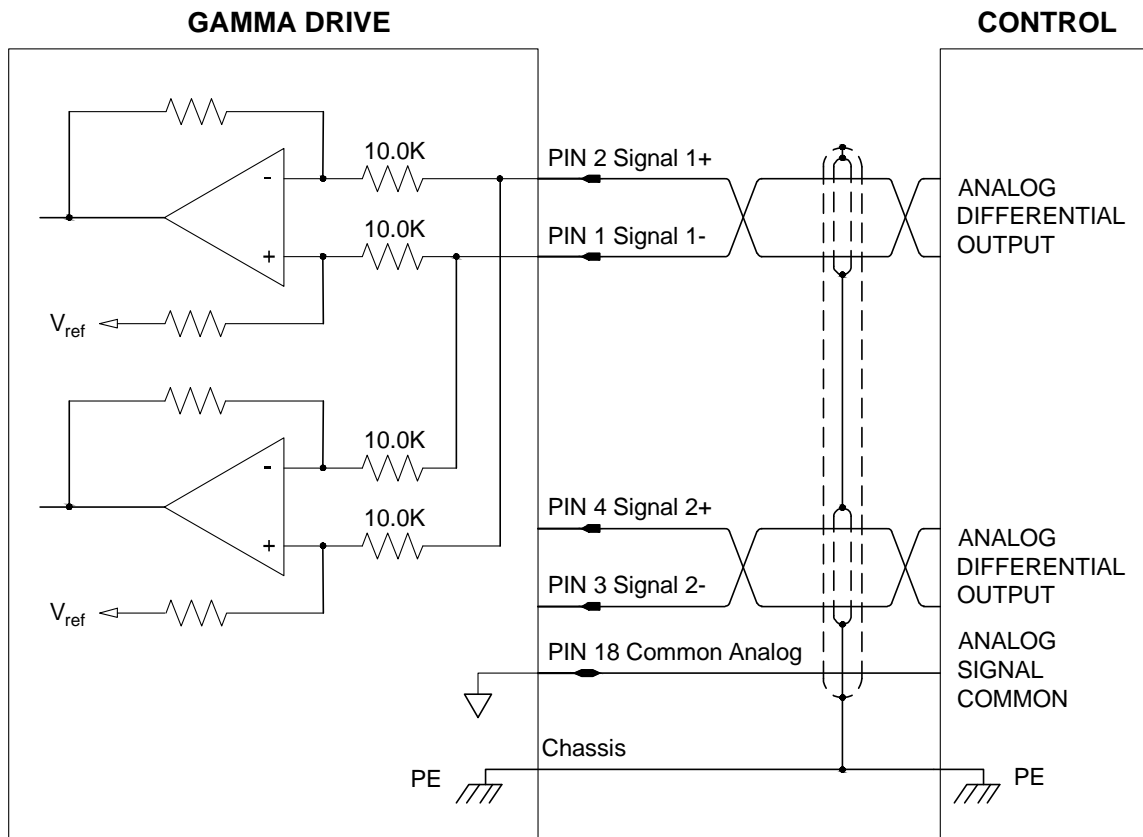 GAMMA DRIVE
CONTROL
10.0K
-
PIN 2 Signal 1+
10.0K
+
PIN 1 Signal 1-
ANALOG
DIFFERENTIAL
OUTPUT
Vref
10.0K
-
10.0K
+
PIN 4 Signal 2+
PIN 3 Signal 2-
ANALOG
DIFFERENTIAL
OUTPUT
Vref
PIN 18 Common Analog
ANALOG
SIGNAL
COMMON
Chassis
PE
PE